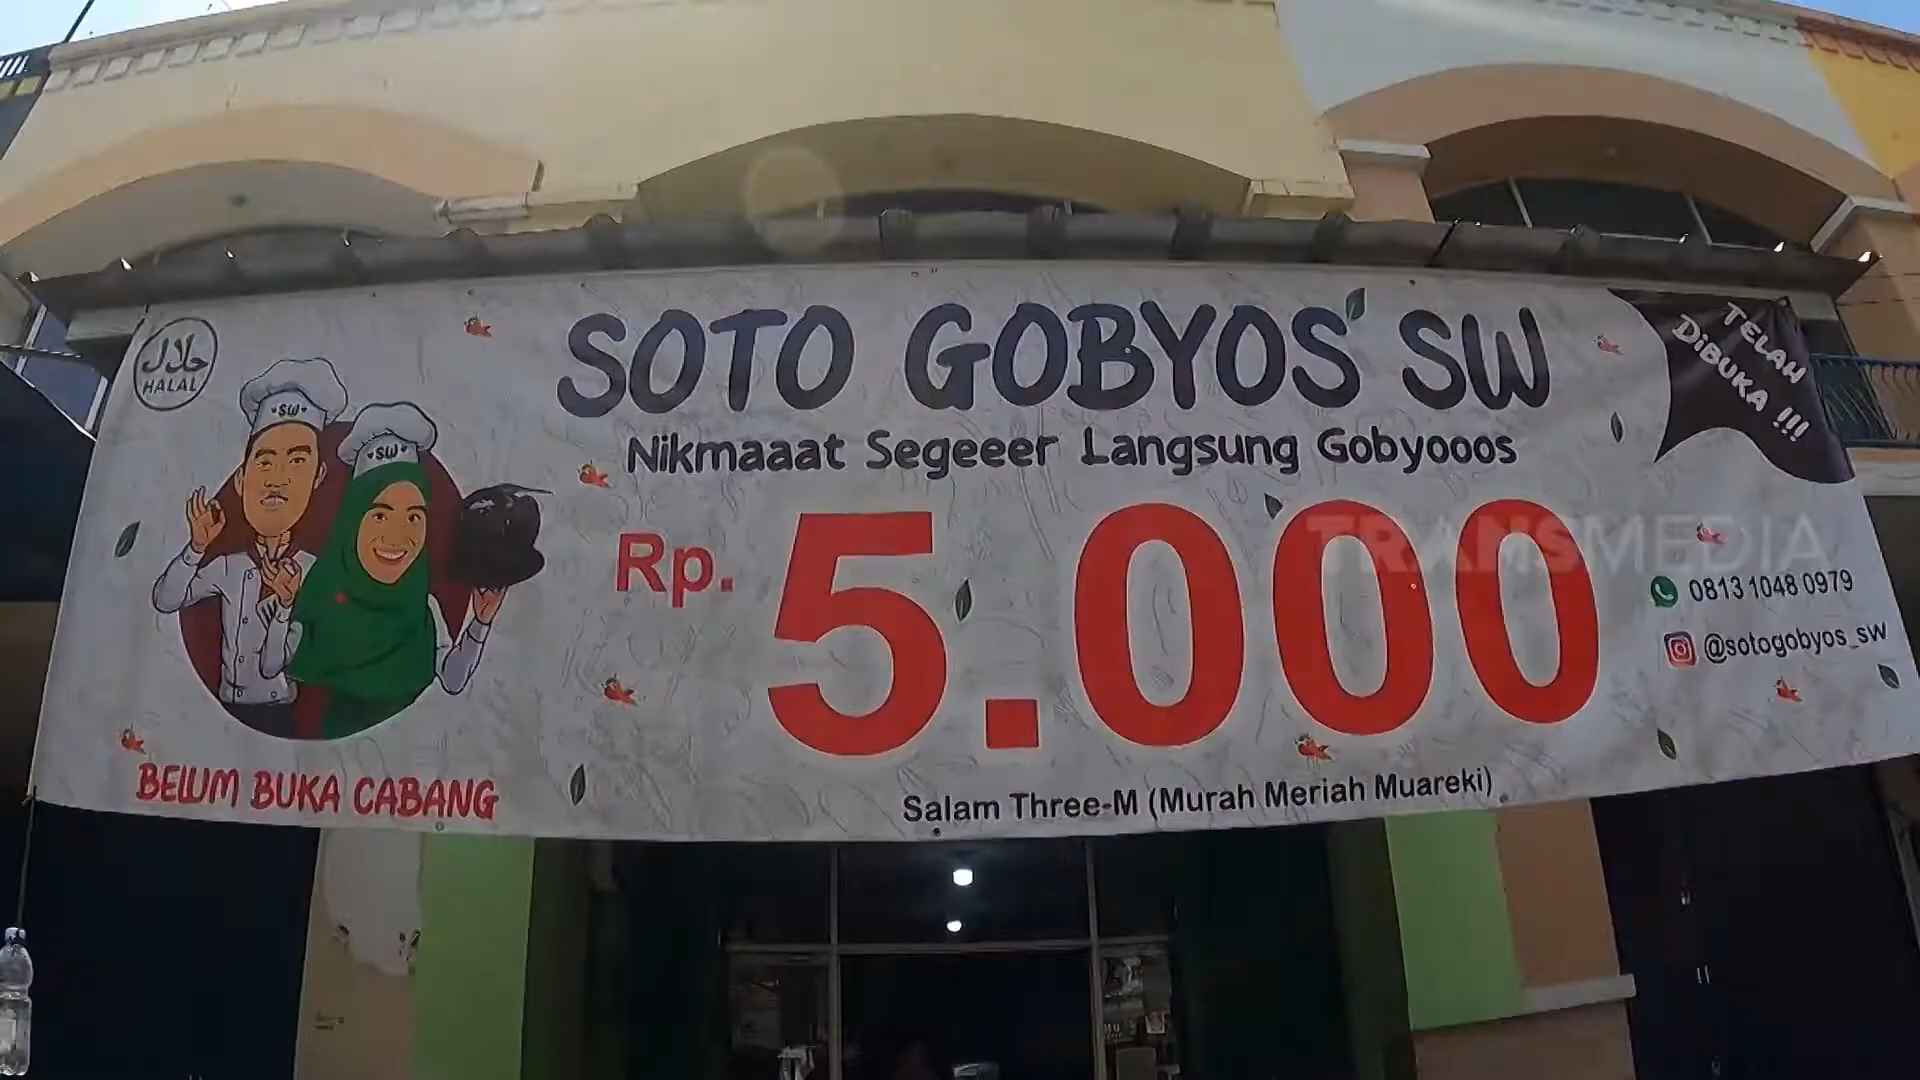 حلال
HALAL
SW
SW
SOTO GOBYOS' SW
TELAH
DiBUKA !!!
Nikmaaat Segeeer Langsung Gobyooos
Rp. 5.000
TRANSMEDIA
0813 1048 0979
@sotogobyos_sw
BELUM BUKA CABANG
Salam Three-M (Murah Meriah Muareki)